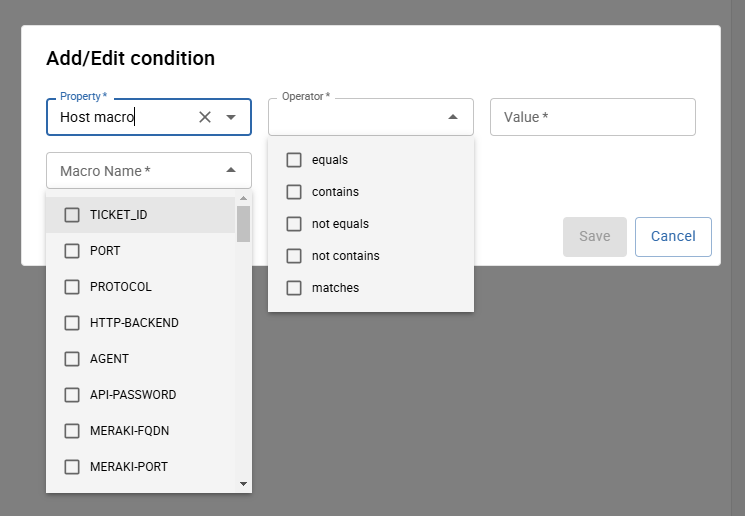 Add/Edit condition
Property *
Host macro
Operator *
Value *
Macro Name *
equals
contains
not equals
not contains
matches
TICKET_ID
PORT
PROTOCOL
HTTP-BACKEND
AGENT
API-PASSWORD
MERAKI-FQDN
MERAKI-PORT
Save
Cancel